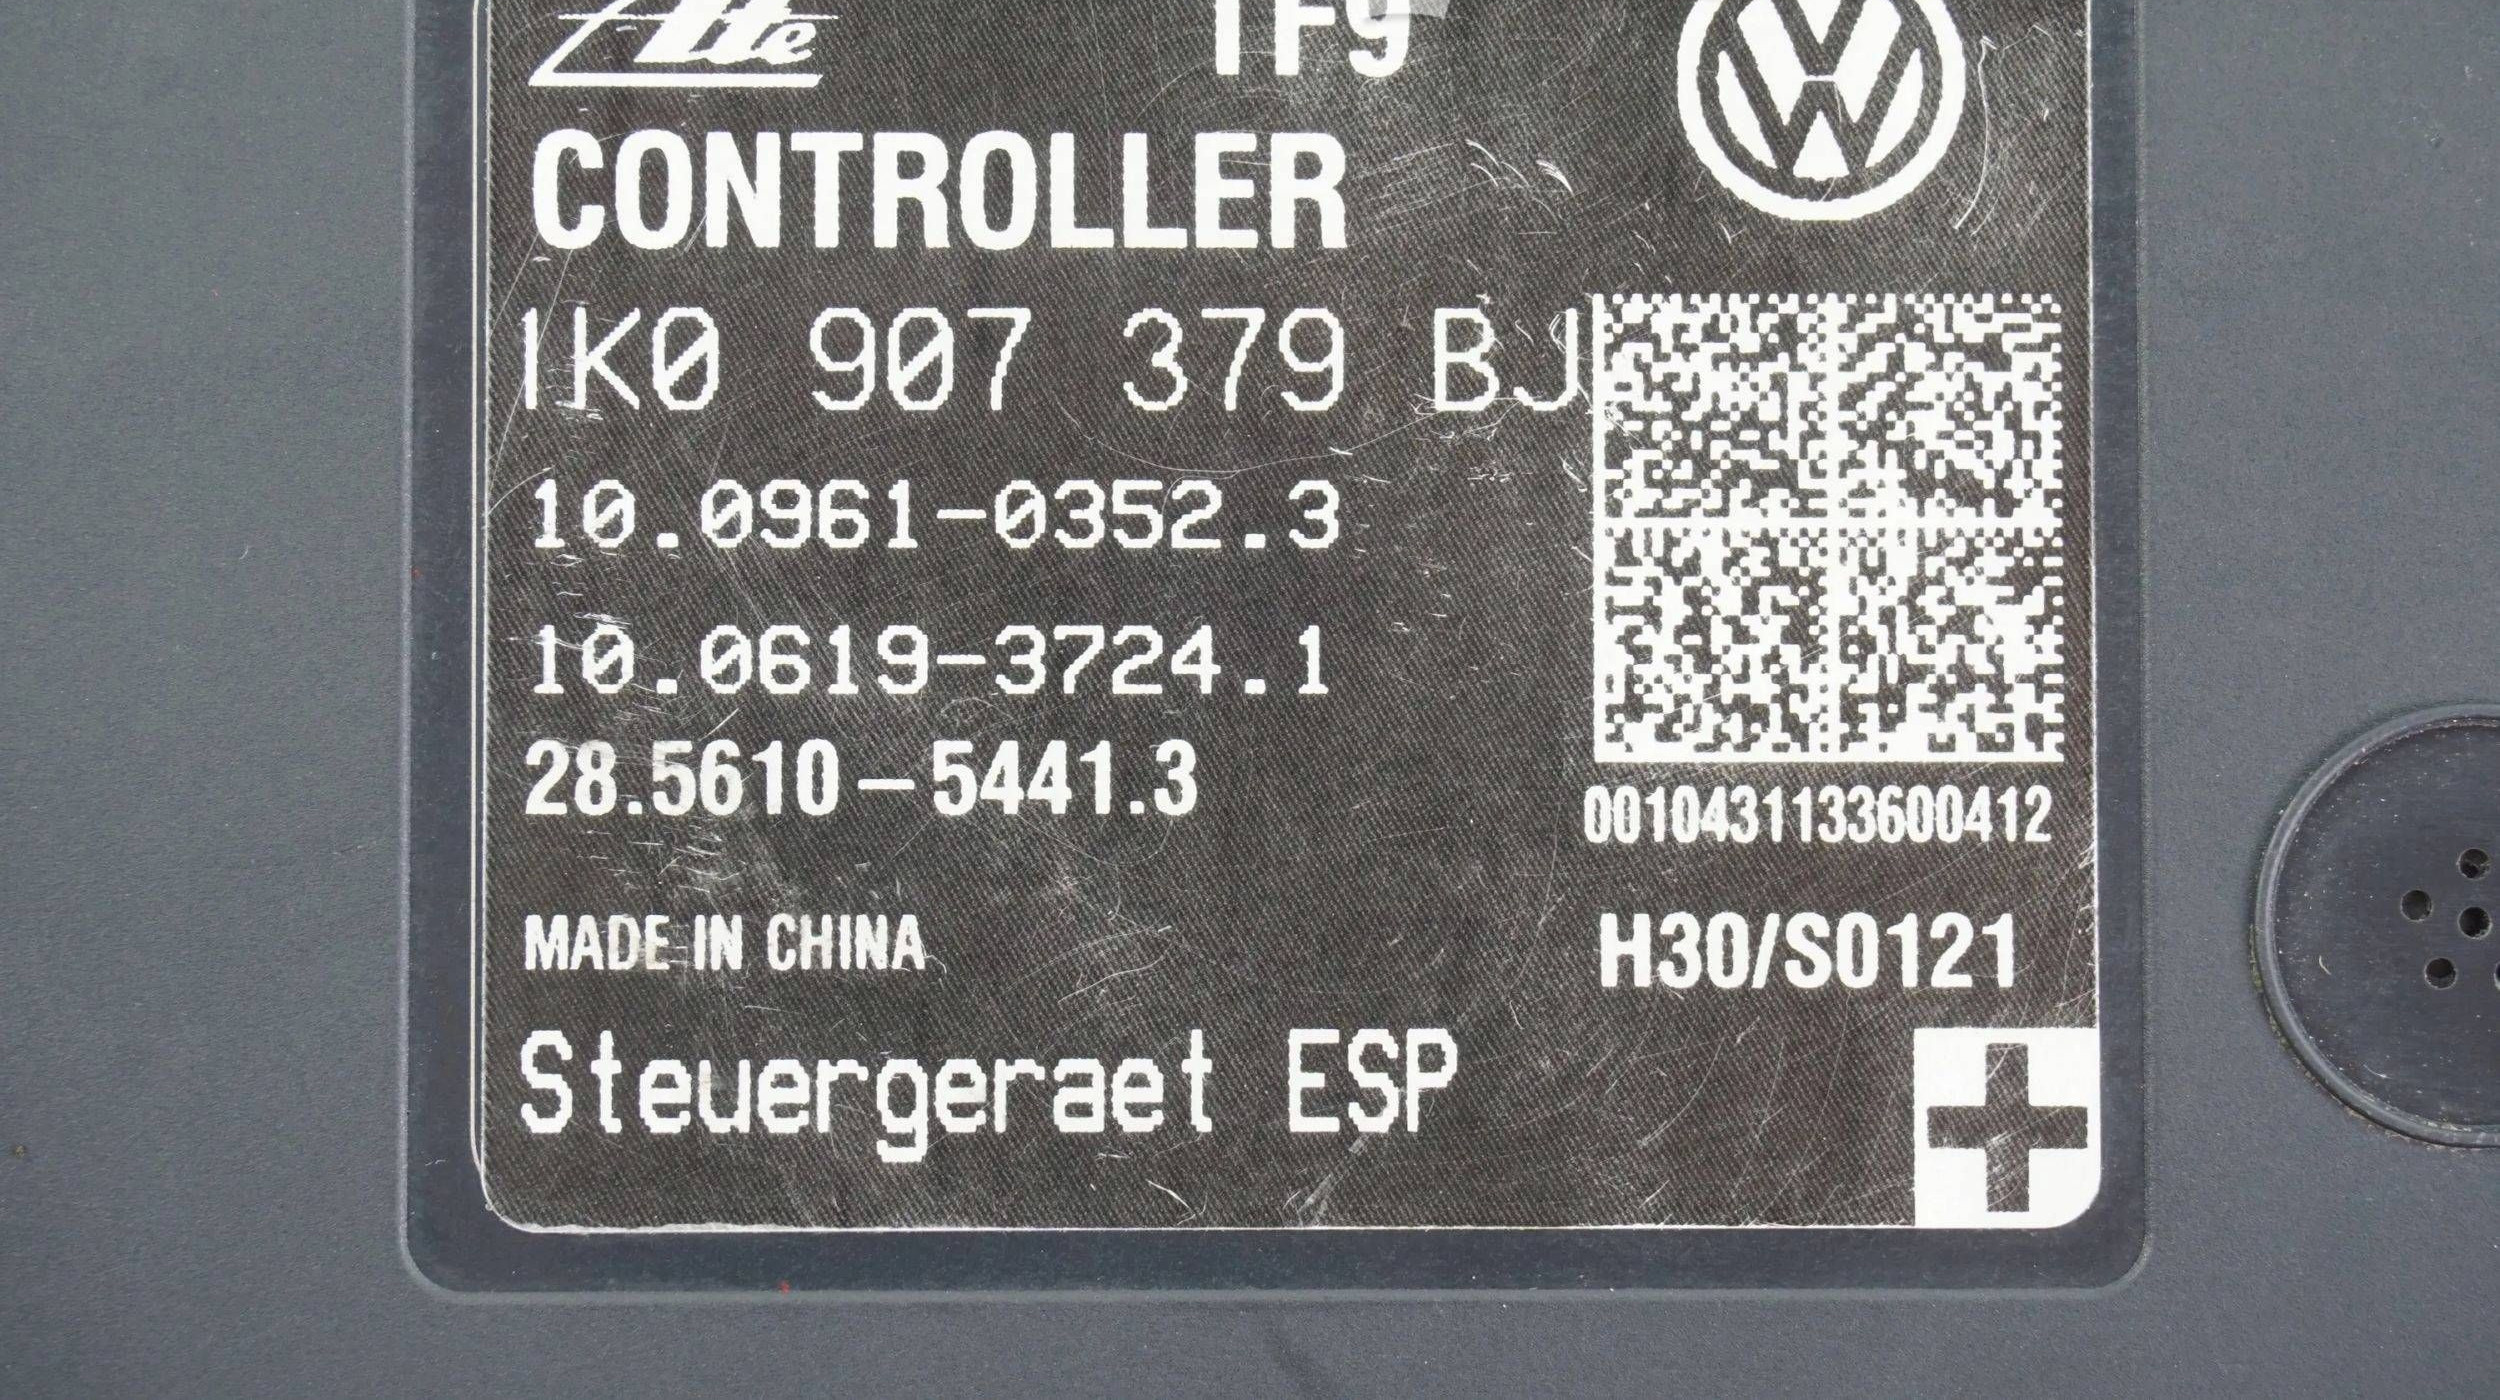 Ate TF9
CONTROLLER
1K0 907 379 BJ
10.0961-0352.3
10.0619-3724.1
28.5610-5441.3
0010431133600412
MADE IN CHINA
H30/S0121
Steuergeraet ESP